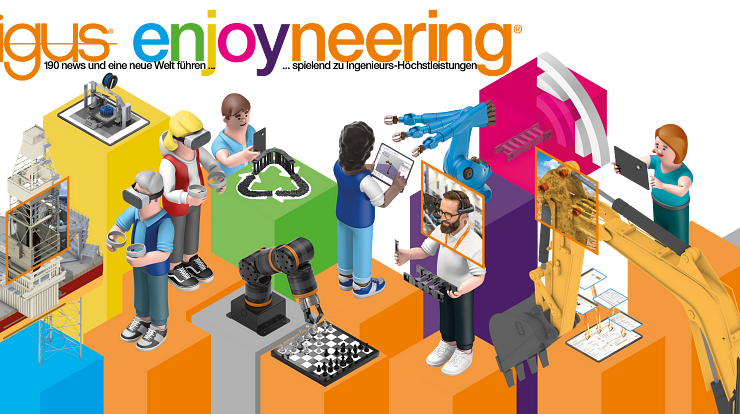 igus® enjoyneering®
190 news und eine neue Welt führen ... ... spielend zu Ingenieurs-Höchstleistungen